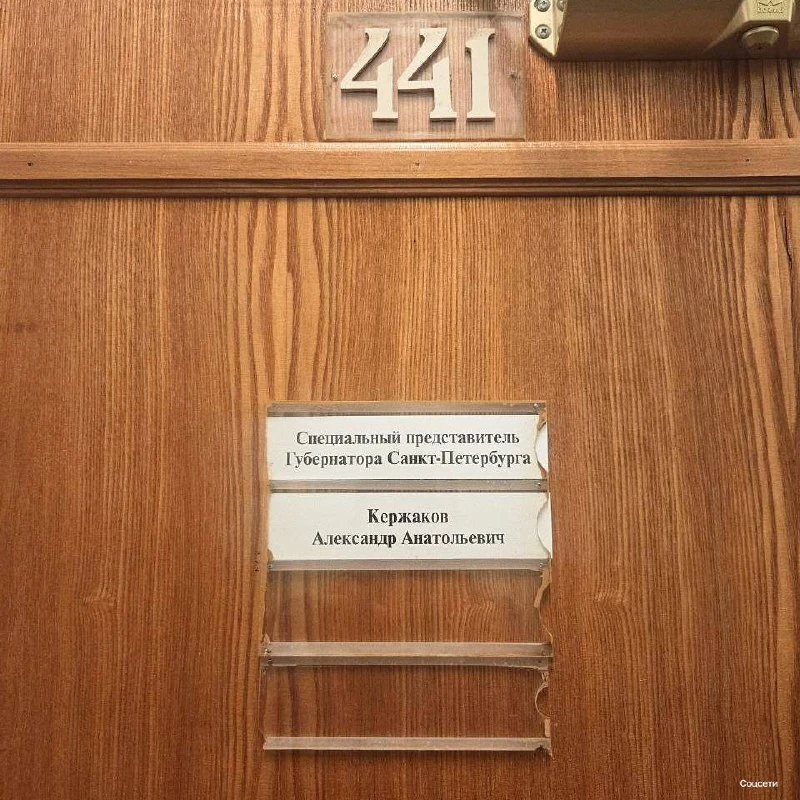 441
Специальный представитель
Губернатора Санкт-Петербурга
Кержаков
Александр Анатольевич
Соцсети